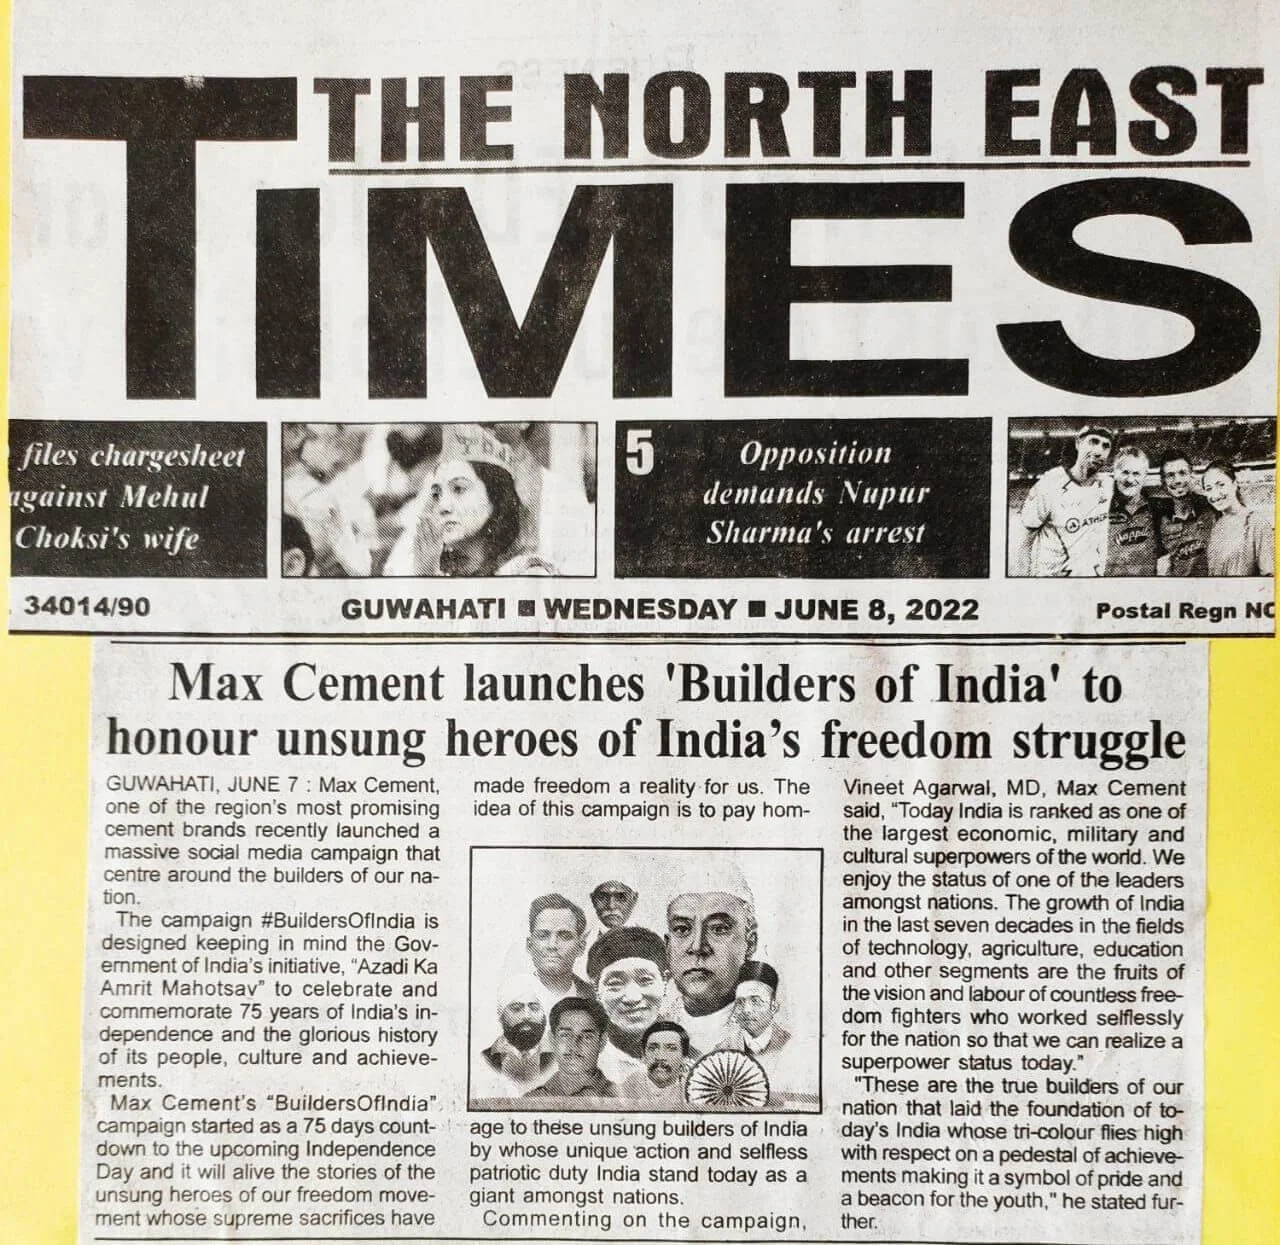 THE NORTH EAST
TIMES
files chargesheet
against Mehul
Choksi's wife
5
Opposition
demands Nupur
Sharma's arrest
34014/90
GUWAHATI ■ WEDNESDAY ■ JUNE 8, 2022
Postal Regn NO
Max Cement launches 'Builders of India' to
honour unsung heroes of India's freedom struggle
GUWAHATI, JUNE 7 : Max Cement,
one of the region's most promising
cement brands recently launched a
massive social media campaign that
centre around the builders of our na-
tion.
The campaign #BuildersOfIndia is
designed keeping in mind the Gov-
ernment of India's initiative, "Azadi Ka
Amrit Mahotsav" to celebrate and
commemorate 75 years of India's in-
dependence and the glorious history
of its people, culture and achieve-
ments.
Max Cement's "BuildersOfIndia"
campaign started as a 75 days count-
down to the upcoming Independence
Day and it will alive the stories of the
unsung heroes of our freedom move-
ment whose supreme sacrifices have
made freedom a reality for us. The
idea of this campaign is to pay hom-
age to these unsung builders of India
by whose unique action and selfless
patriotic duty India stand today as a
giant amongst nations.
Commenting on the campaign,
Vineet Agarwal, MD, Max Cement
said, "Today India is ranked as one of
the largest economic, military and
cultural superpowers of the world. We
enjoy the status of one of the leaders
amongst nations. The growth of India
in the last seven decades in the fields
of technology, agriculture, education
and other segments are the fruits of
the vision and labour of countless free-
dom fighters who worked selflessly
for the nation so that we can realize a
superpower status today."
"These are the true builders of our
nation that laid the foundation of to-
day's India whose tri-colour flies high
with respect on a pedestal of achieve-
ments making it a symbol of pride and
a beacon for the youth," he stated fur-
ther.